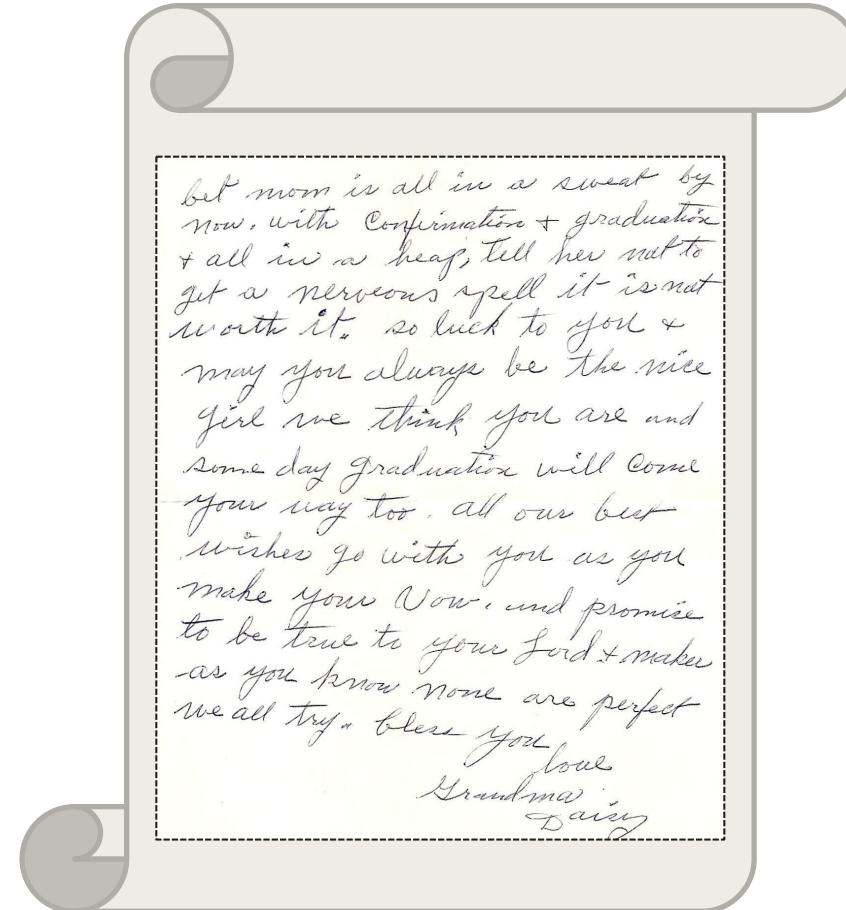 bet mom is all in a sweat by
now. with Confirmation + graduation
+ all in a heap, tell her not to
get a nerveous spell it is not
worth it.. so luck to you +
may you always be the nice
girl we think you are and
some day graduation will come
your way too. all our best
wishes go with you as you
make your Vow. and promise
to be true to your Lord + maker
as you know none are perfect
we all try.. bless you
love
Grandma
Daisy